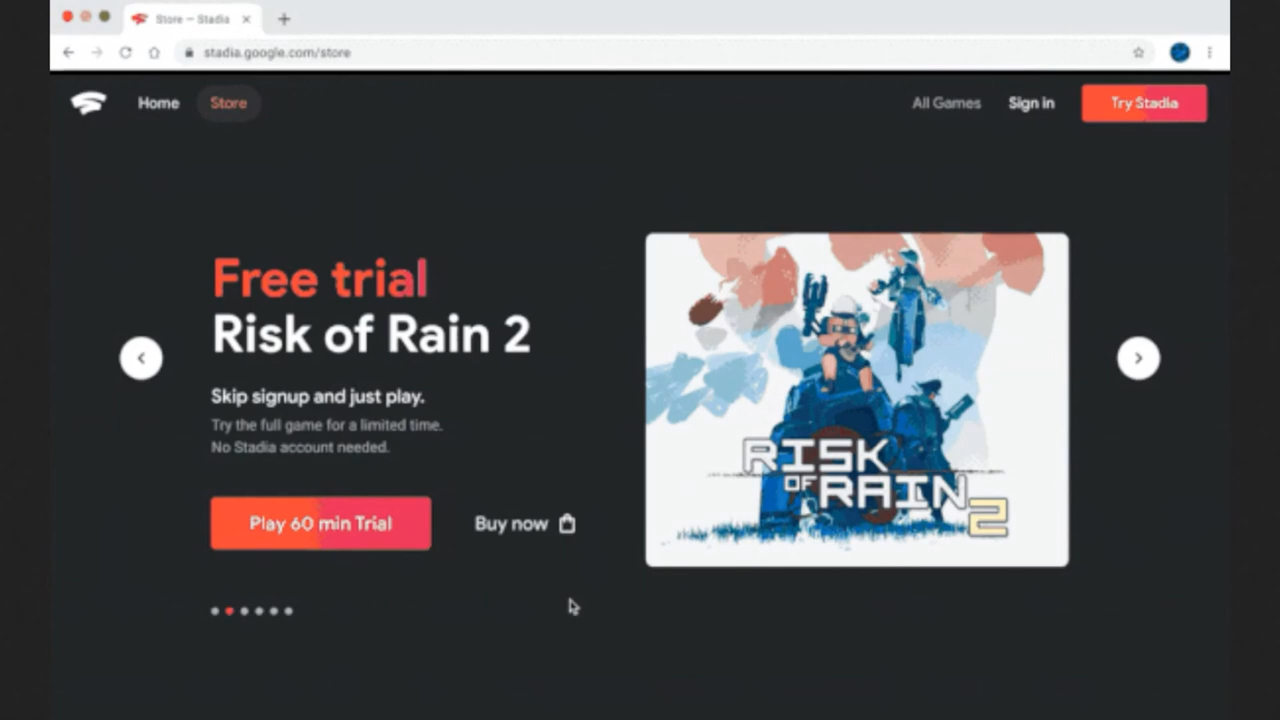 Store — Stadia
stadia.google.com/store
Home
Store
All Games
Sign in
Try Stadia
Free trial
Risk of Rain 2
Skip signup and just play.
Try the full game for a limited time.
No Stadia account needed.
Play 60 min Trial
Buy now
RISK
OF RAIN
2